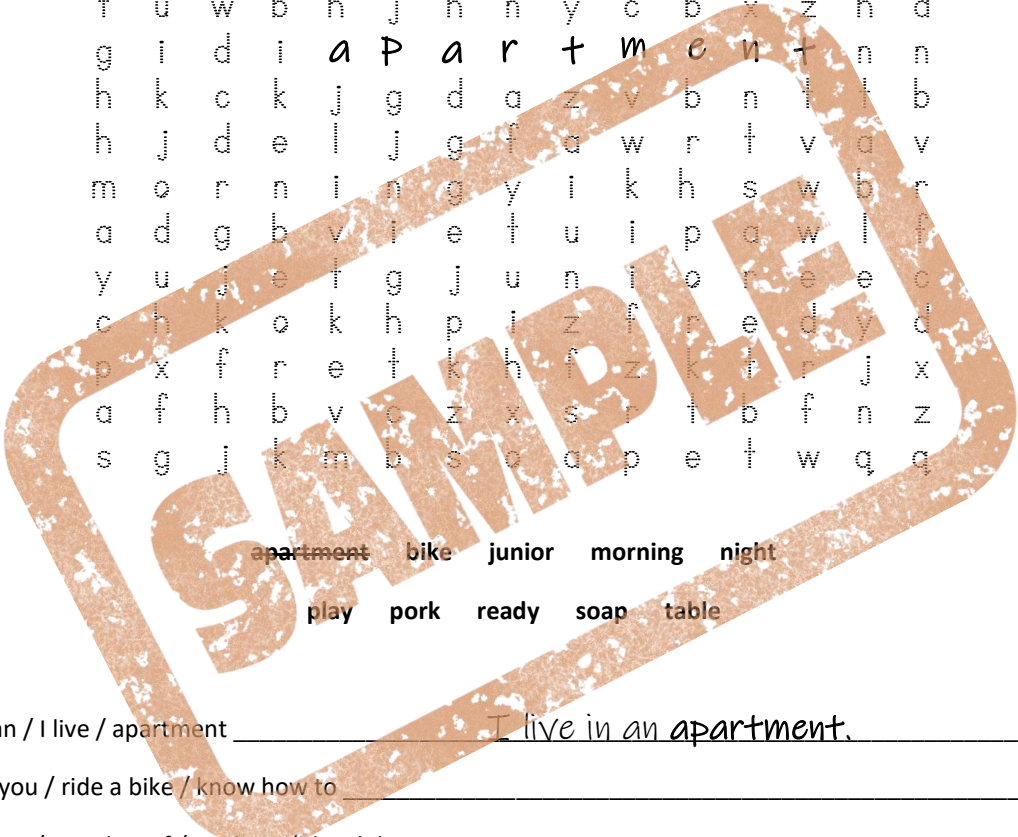 u w b h j h n y c b x z h
g i d i a p a r t m e n t n n
h k c k j g d a z v b n t t b
h j d e l j g f a w r t v a v
m o r n i n g y i k h s w b r
a d g b v i e t u i p a w l f
y u j e t g j u n i o r e e c
c h k o k h p i z f r e d y d
p x f r e t k h f z k t r j x
a f h b v c z x s r t b f n z
s g j k m b s o a p e t w q q
SAMPLE
apartment bike junior morning night
play pork ready soap table
/ I live / apartment I live in an apartment.
you / ride a bike / know how to